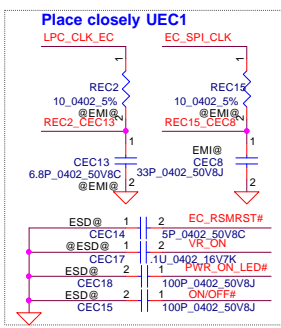 Place closely UEC1
LPC_CLK_EC
EC_SPI_CLK
1
1
REC2
REC15
10_0402_5%
10_0402_5%
@EMI@
@EMI@
2
2
REC2_CEC13
REC15_CEC8
1
1
EMI@
CEC13
CEC8
6.8P_0402_50V8C
33P_0402_50V8J
@EMI@
2
2
ESD@ 1 2 EC_RSMRST#
CEC14 5P_0402_50V8C
@ESD@ 1 2 VR_ON
CEC17 .1U_0402_16V7K
ESD@ 2 1 PWR_ON_LED#
CEC18 100P_0402_50V8J
ESD@ 2 1 ON/OFF#
CEC15 100P_0402_50V8J